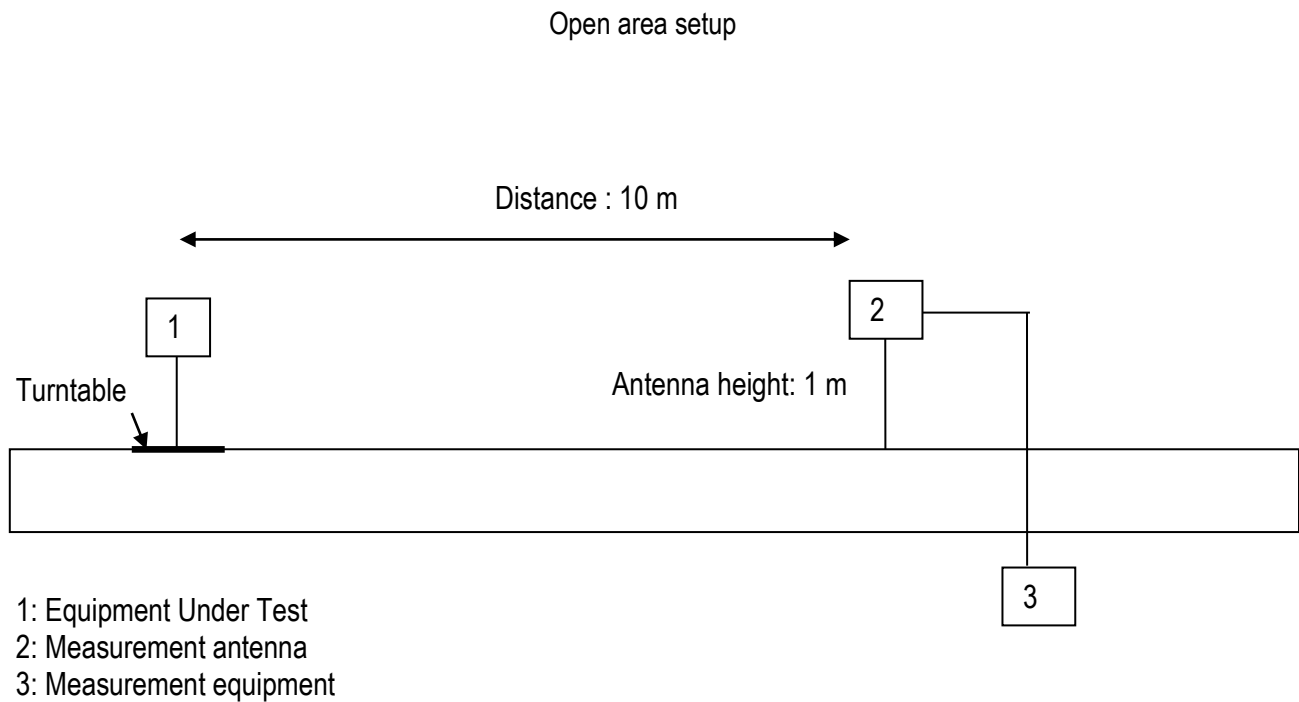 Open area setup
Distance : 10 m
1
2
Turntable
Antenna height: 1 m
3
1: Equipment Under Test
2: Measurement antenna
3: Measurement equipment